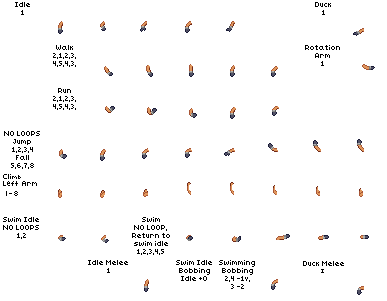 Idle
1
Duck
1
Walk
2,1,2,3,
4,5,4,3,
Rotation
Arm
1
Run
2,1,2,3,
4,5,4,3,
NO LOOPS
Jump
1,2,3,4
Fall
5,6,7,8
Climb
Left Arm
1-8
Swim Idle
NO LOOPS
1,2
Swim
NO LOOP,
Return to
swim idle
1,2,3,4,5
Swim Idle
Bobbing
Idle +0
Swimming
Bobbing
2,4 -1v,
3 -2
Idle Melee
1
Duck Melee
1